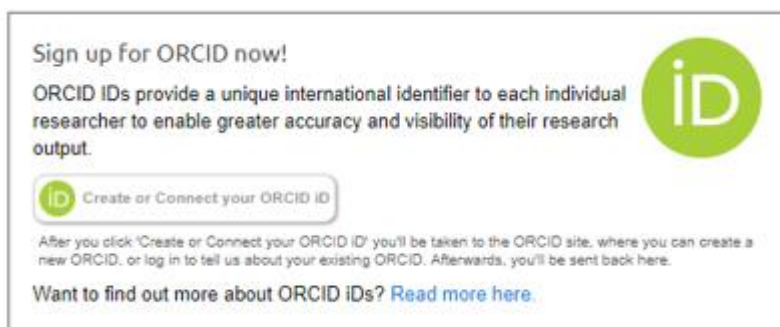 Sign up for ORCID now!
iD
ORCID IDs provide a unique international identifier to each individual
researcher to enable greater accuracy and visibility of their research
output.
iD Create or Connect your ORCID iD
After you click 'Create or Connect your ORCID iD' you'll be taken to the ORCID site, where you can create a
new ORCID, or log in to tell us about your existing ORCID. Afterwards, you'll be sent back here.
Want to find out more about ORCID iDs? Read more here.